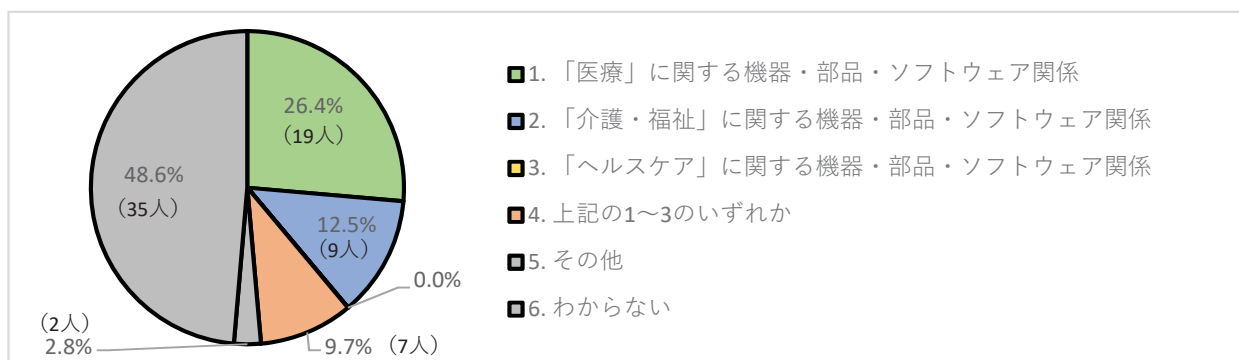 26.4%
（19人）
12.5%
（9人）
0.0%
9.7%（7人）
（2人）
2.8%
48.6%
（35人）
1. 「医療」に関する機器・部品・ソフトウェア関係
2. 「介護・福祉」に関する機器・部品・ソフトウェア関係
3. 「ヘルスケア」に関する機器・部品・ソフトウェア関係
4. 上記の1～3のいずれか
5. その他
6. わからない